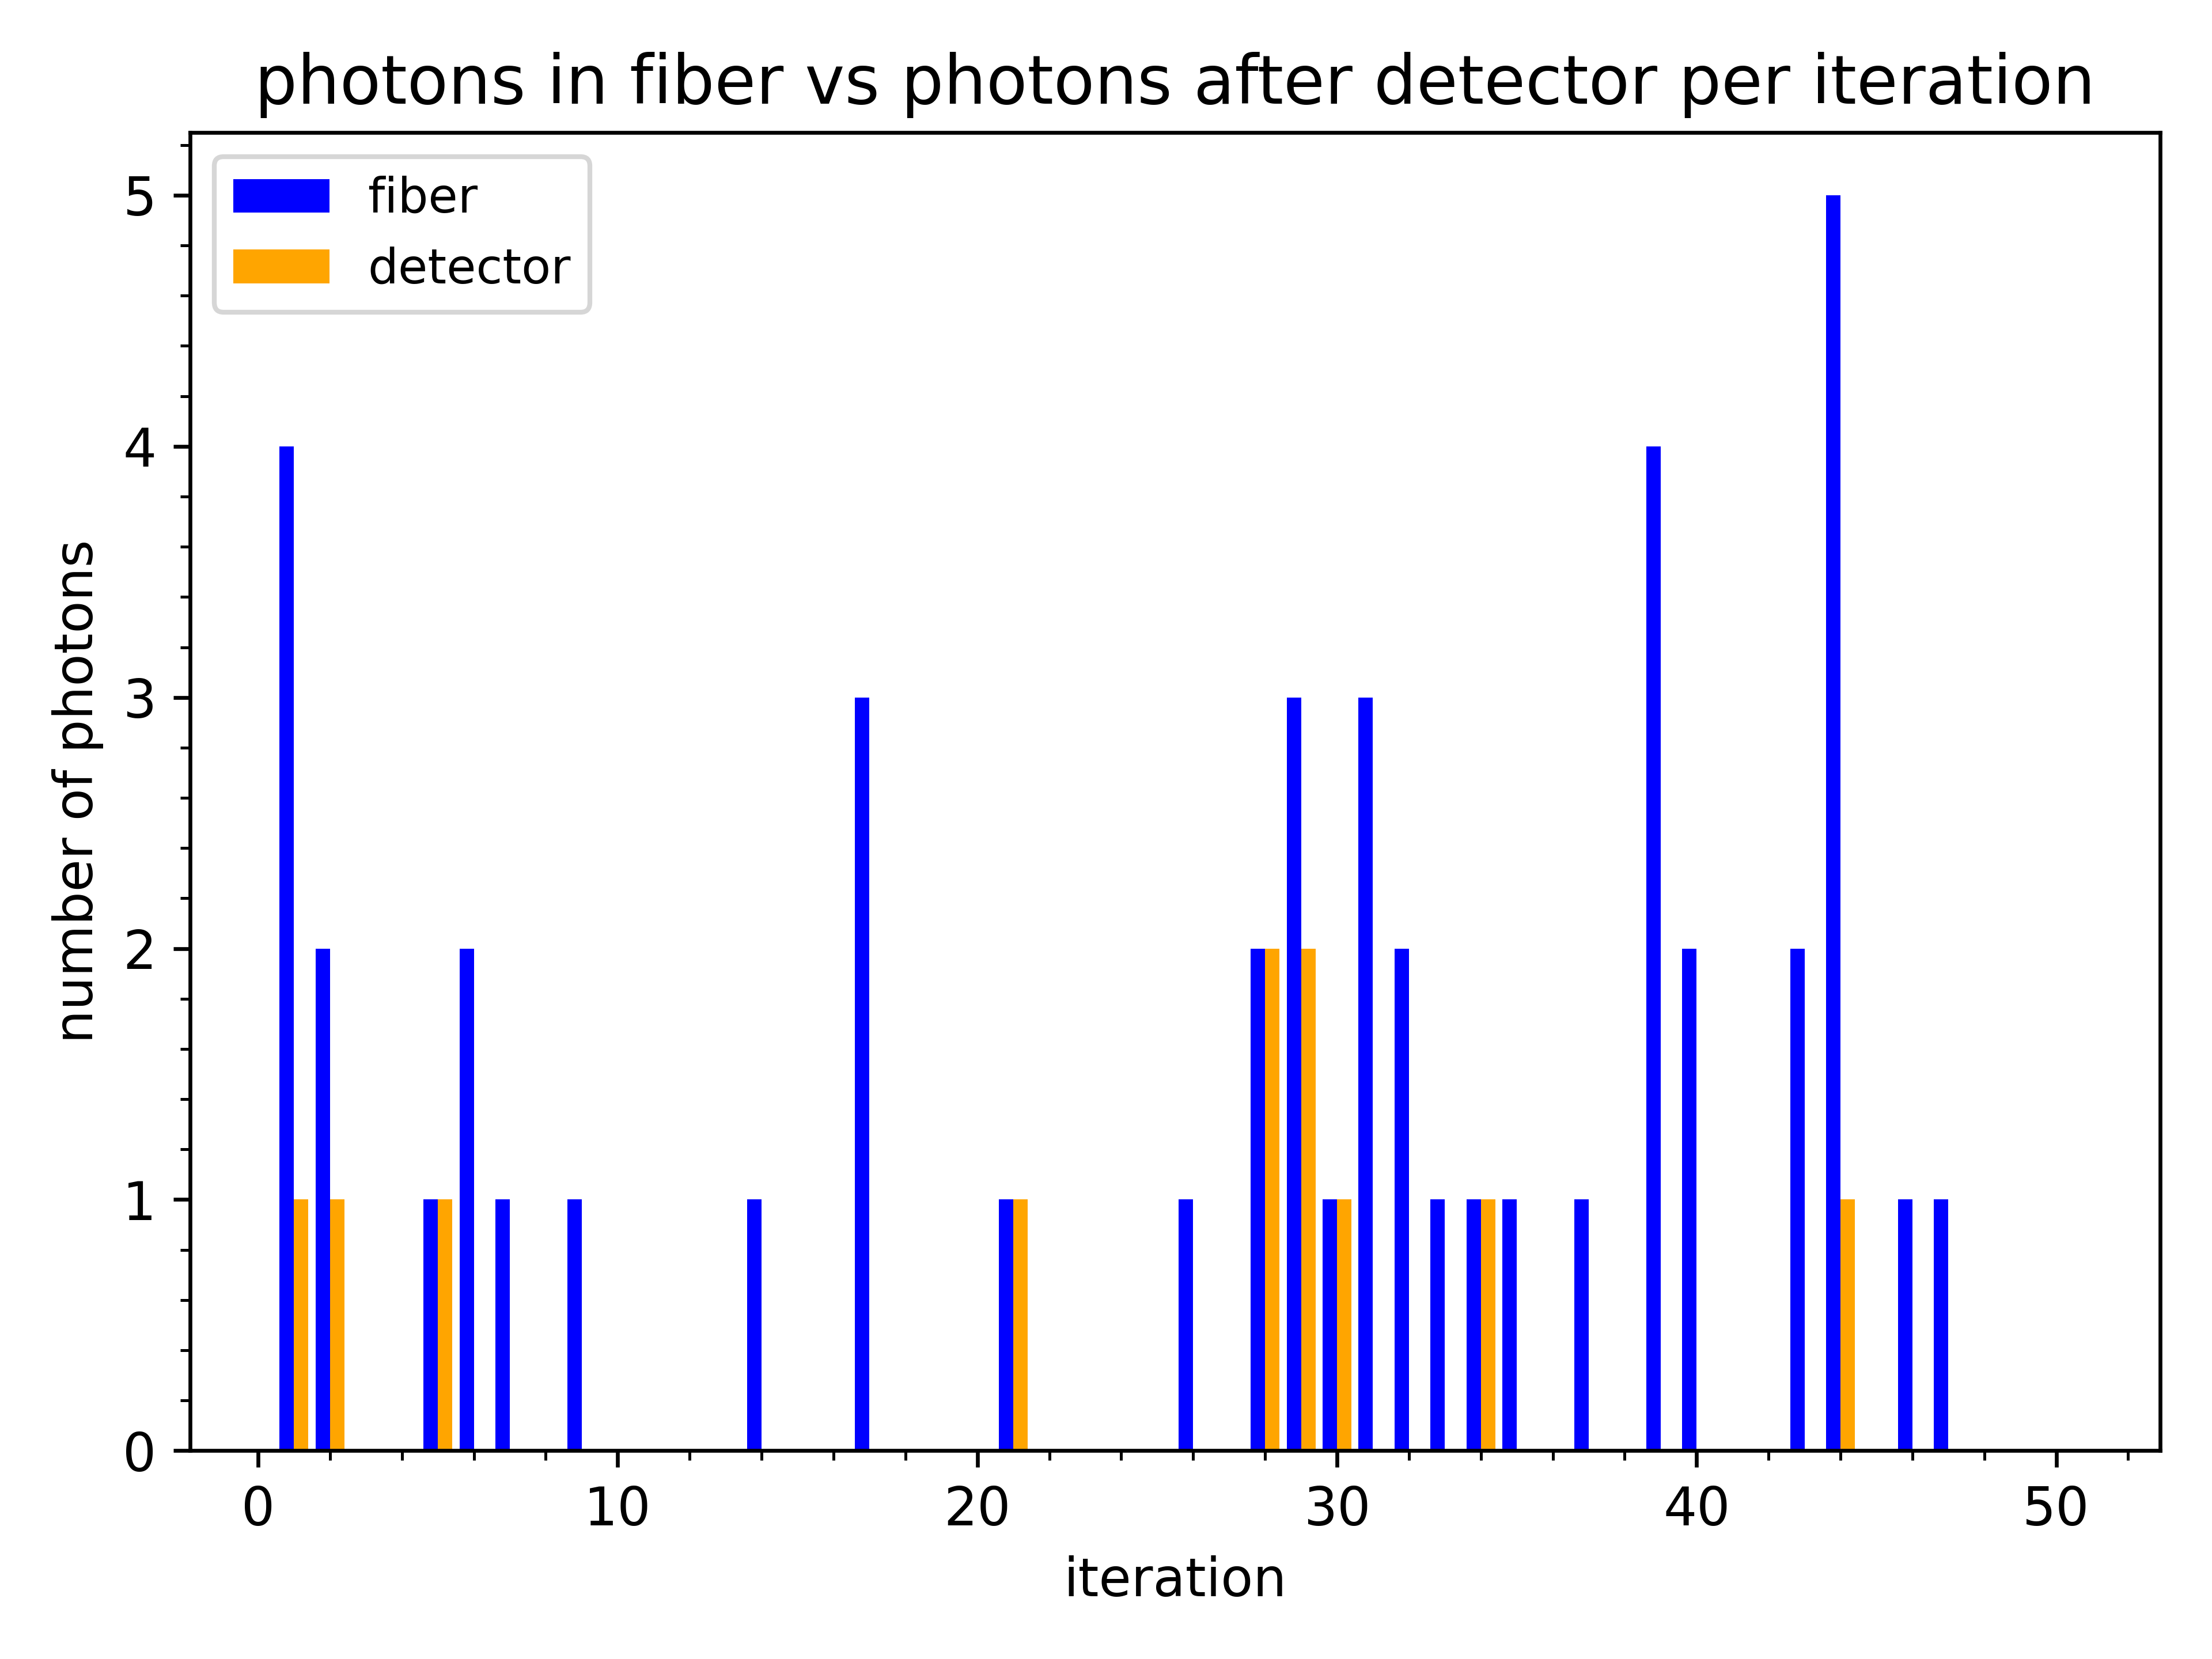 photons in fiber vs photons after detector per iteration
fiber
detector
5
4
3
2
1
0
number of photons
0 10 20 30 40 50
iteration